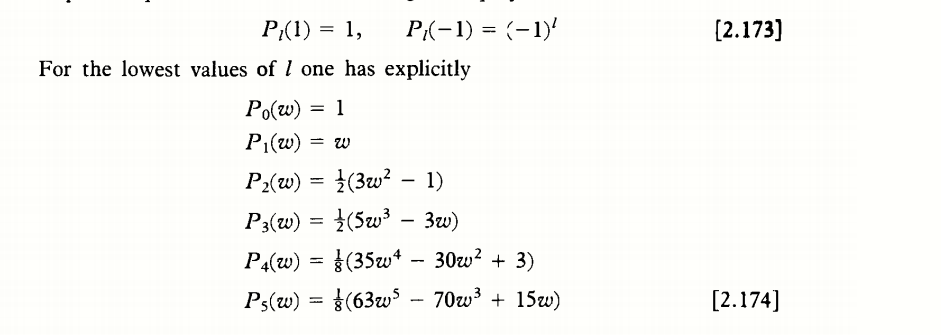 P_l(1) = 1, P_l(−1) = (−1)^l [2.173]
For the lowest values of l one has explicitly
P_0(w) = 1
P_1(w) = w
P_2(w) = ½(3w² − 1)
P_3(w) = ½(5w³ − 3w)
P_4(w) = ⅛(35w⁴ − 30w² + 3)
P_5(w) = ⅛(63w⁵ − 70w³ + 15w) [2.174]